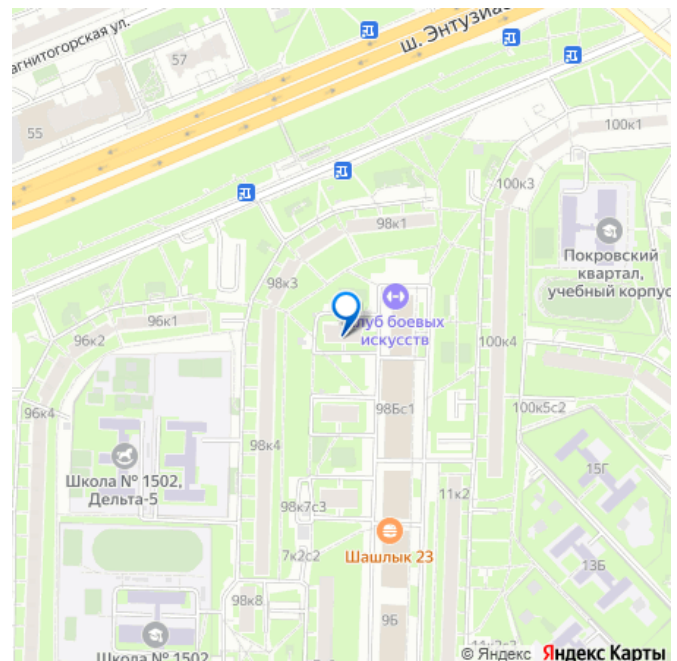 агнитогорская ул.
ш. Энтузиас
57
55
100к1
100к3
98к1
Покровский
квартал,
учебный корпус
98к3
луб боевых
искусств
96к1
96к2
100к4
96к4
98Бс1
100к5с2
98к4
Школа № 1502,
Дельта-5
15Г
98к7с3
11к2
7к2с2
Шашлык 23
13Б
98к8
9Б
Школа № 1502
© Яндекс Яндекс Карты